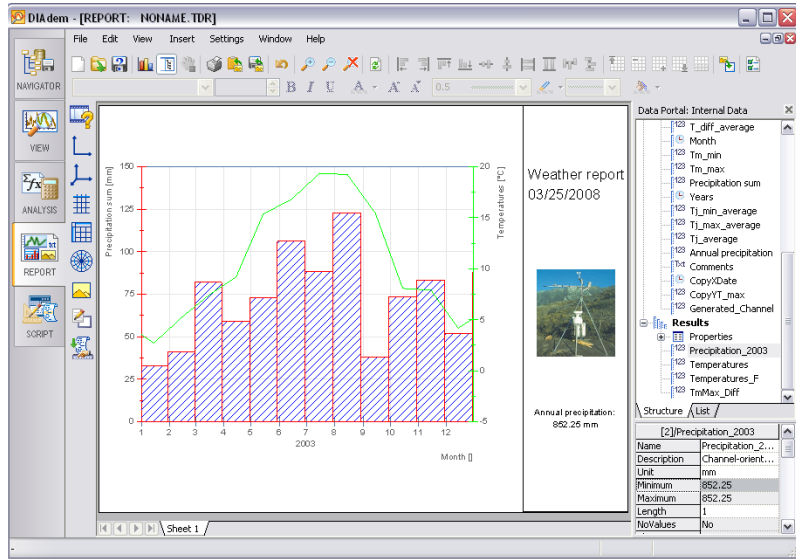 DIAdem - [REPORT: NONAME.TDR]
File Edit View Insert Settings Window Help
B I U A A A 0.5
NAVIGATOR
VIEW
ANALYSIS
REPORT
SCRIPT
Precipitation sum [mm]
150
125
100
75
50
25
0
1 2 3 4 5 6 7 8 9 10 11 12
2003
Month []
Temperatures [°C]
20
15
10
5
0
-5
Weather report
03/25/2008
Annual precipitation:
852.25 mm
Sheet 1
Data Portal: Internal Data
T_diff_average
Month
Tm_min
Tm_max
Precipitation sum
Years
Tj_min_average
Tj_max_average
Tj_average
Annual precipitation
Comments
CopyXDate
CopyYT_max
Generated_Channel
Results
Properties
Precipitation_2003
Temperatures
Temperatures_F
TmMax_Diff
Structure List
[2]/Precipitation_2003
Name Precipitation_2...
Description Channel-orient...
Unit mm
Minimum 852.25
Maximum 852.25
Length 1
NoValues No